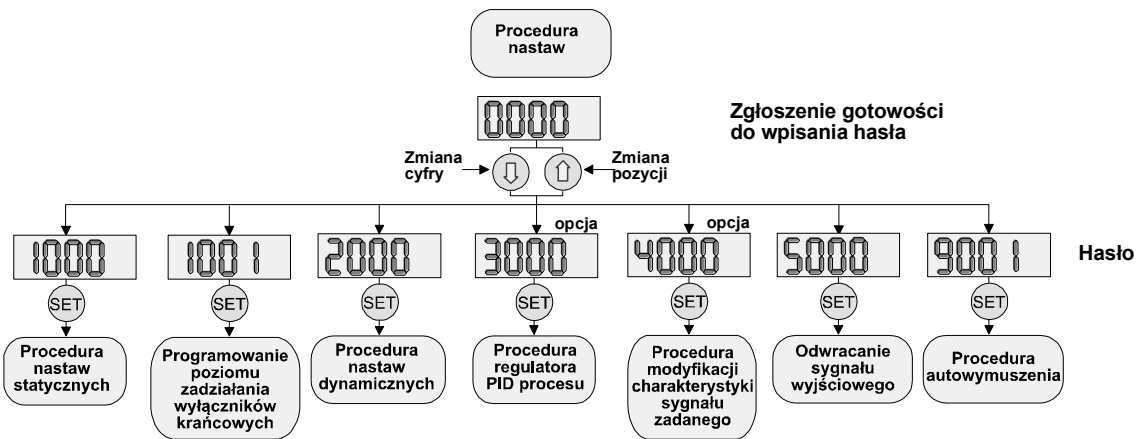 Procedura
nastaw
0000
Zgłoszenie gotowości
do wpisania hasła
Zmiana
cyfry
Zmiana
pozycji
opcja
opcja
1000
1001
2000
3000
4000
5000
9001
Hasło
SET
SET
SET
SET
SET
SET
SET
Procedura
nastaw
statycznych
Programowanie
poziomu
zadziałania
wyłączników
krańcowych
Procedura
nastaw
dynamicznych
Procedura
regulatora
PID procesu
Procedura
modyfikacji
charakterystyki
sygnału
zadanego
Odwracanie
sygnału
wyjściowego
Procedura
autowymuszenia